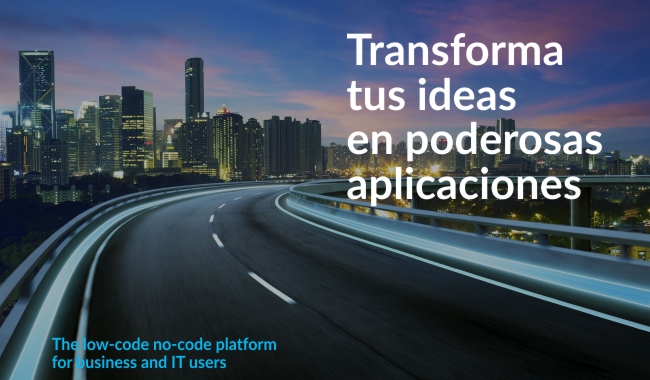 Transforma
tus ideas
en poderosas
aplicaciones
The low-code no-code platform
for business and IT users